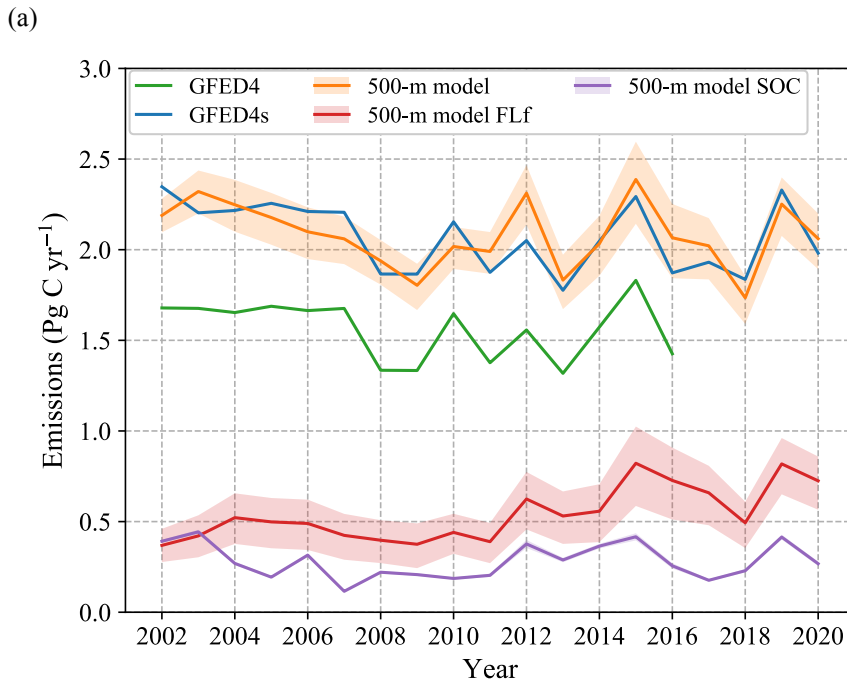 (a)
3.0
GFED4
500-m model
500-m model SOC
GFED4s
500-m model FLf
2.5
2.0
1.5
1.0
0.5
0.0
Emissions (Pg C yr⁻¹)
2002 2004 2006 2008 2010 2012 2014 2016 2018 2020
Year